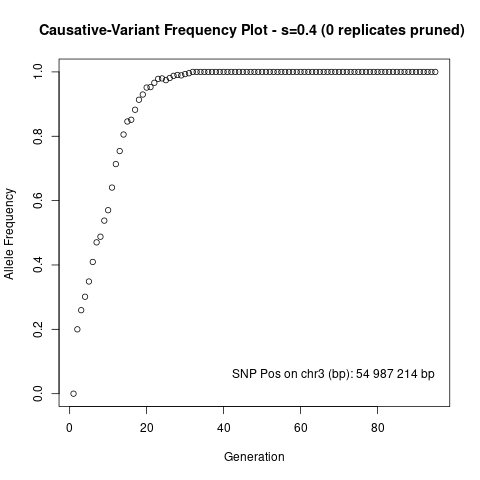 Causative-Variant Frequency Plot - s=0.4 (0 replicates pruned)
1.0
0.8
0.6
0.4
0.2
0.0
Allele Frequency
SNP Pos on chr3 (bp): 54 987 214 bp
0 20 40 60 80
Generation